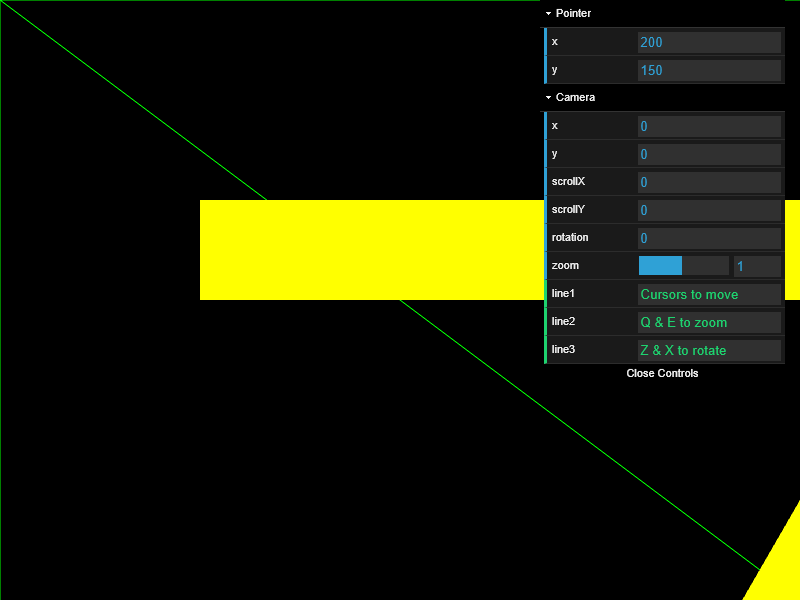 Pointer
x 200
y 150
Camera
x 0
y 0
scrollX 0
scrollY 0
rotation 0
zoom 1
line1 Cursors to move
line2 Q & E to zoom
line3 Z & X to rotate
Close Controls